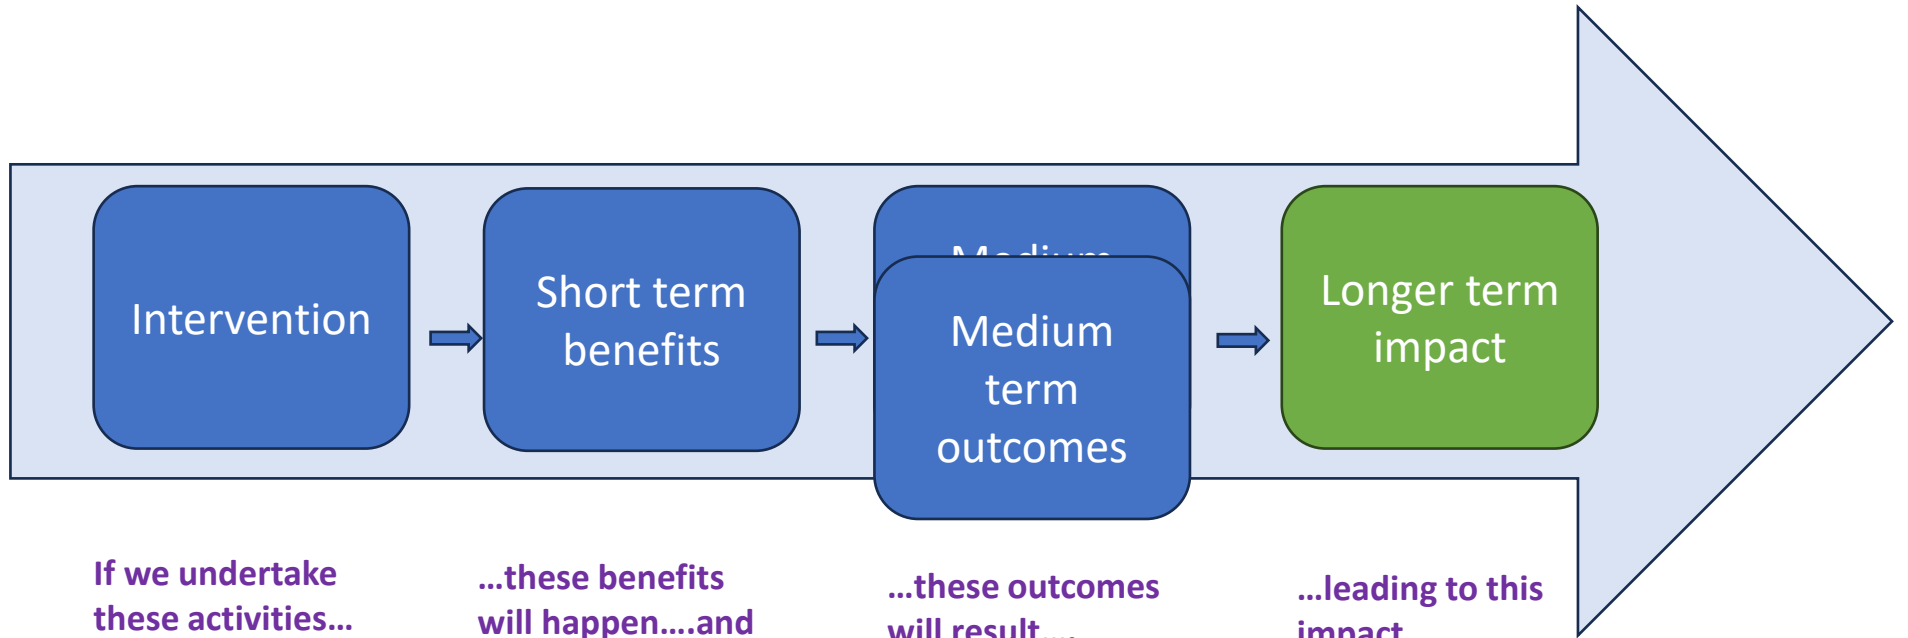 Intervention
Short term
benefits
Medium
Medium
term
outcomes
Longer term
impact
If we undertake
these activities...
...these benefits
will happen....and
...these outcomes
will result....
...leading to this
impact